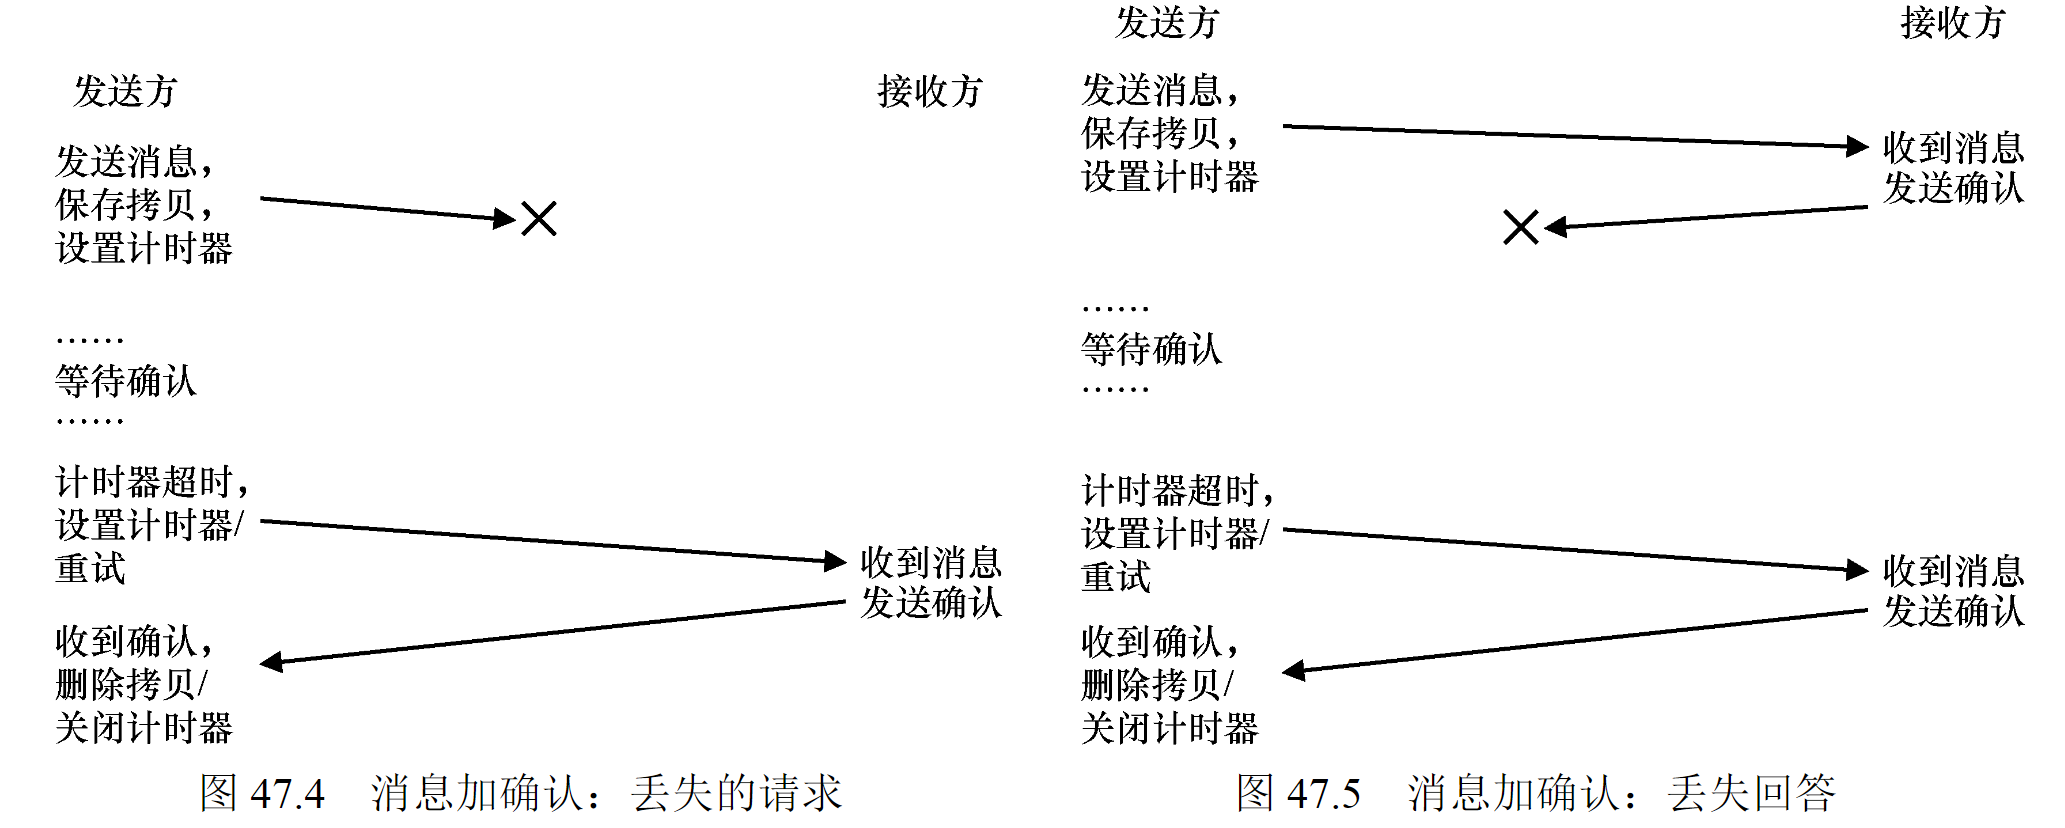 发送方
接收方
发送消息，
保存拷贝，
设置计时器
……
等待确认
……
计时器超时，
设置计时器/
重试
收到消息
发送确认
收到确认，
删除拷贝/
关闭计时器
图 47.4 消息加确认：丢失的请求
发送方
接收方
发送消息，
保存拷贝，
设置计时器
收到消息
发送确认
……
等待确认
……
计时器超时，
设置计时器/
重试
收到消息
发送确认
收到确认，
删除拷贝/
关闭计时器
图 47.5 消息加确认：丢失回答